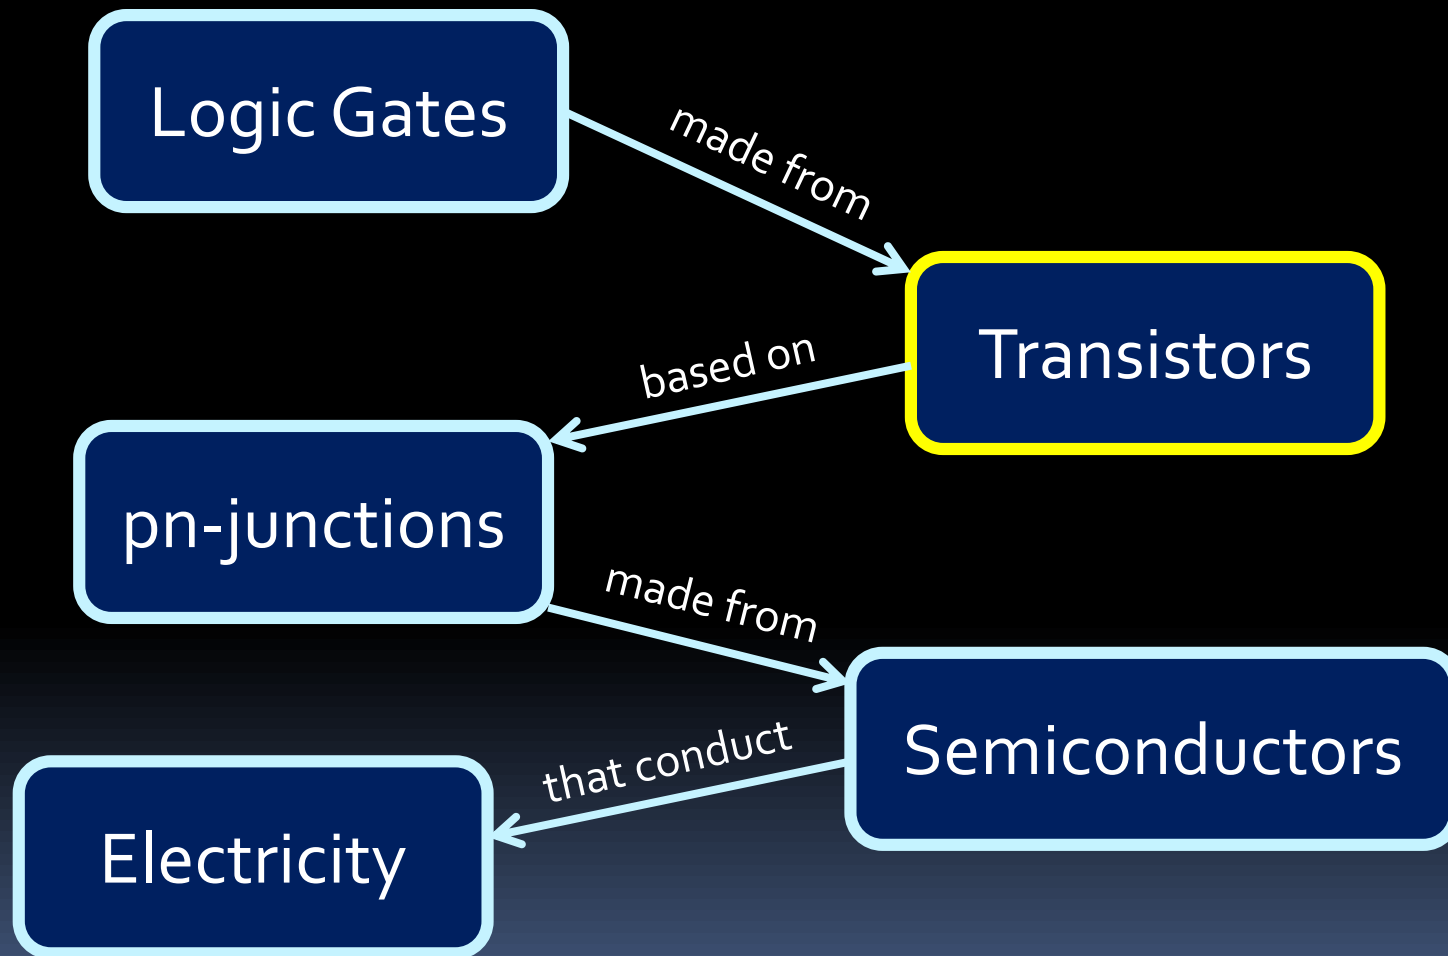 Logic Gates
made from
Transistors
based on
pn-junctions
made from
Semiconductors
that conduct
Electricity